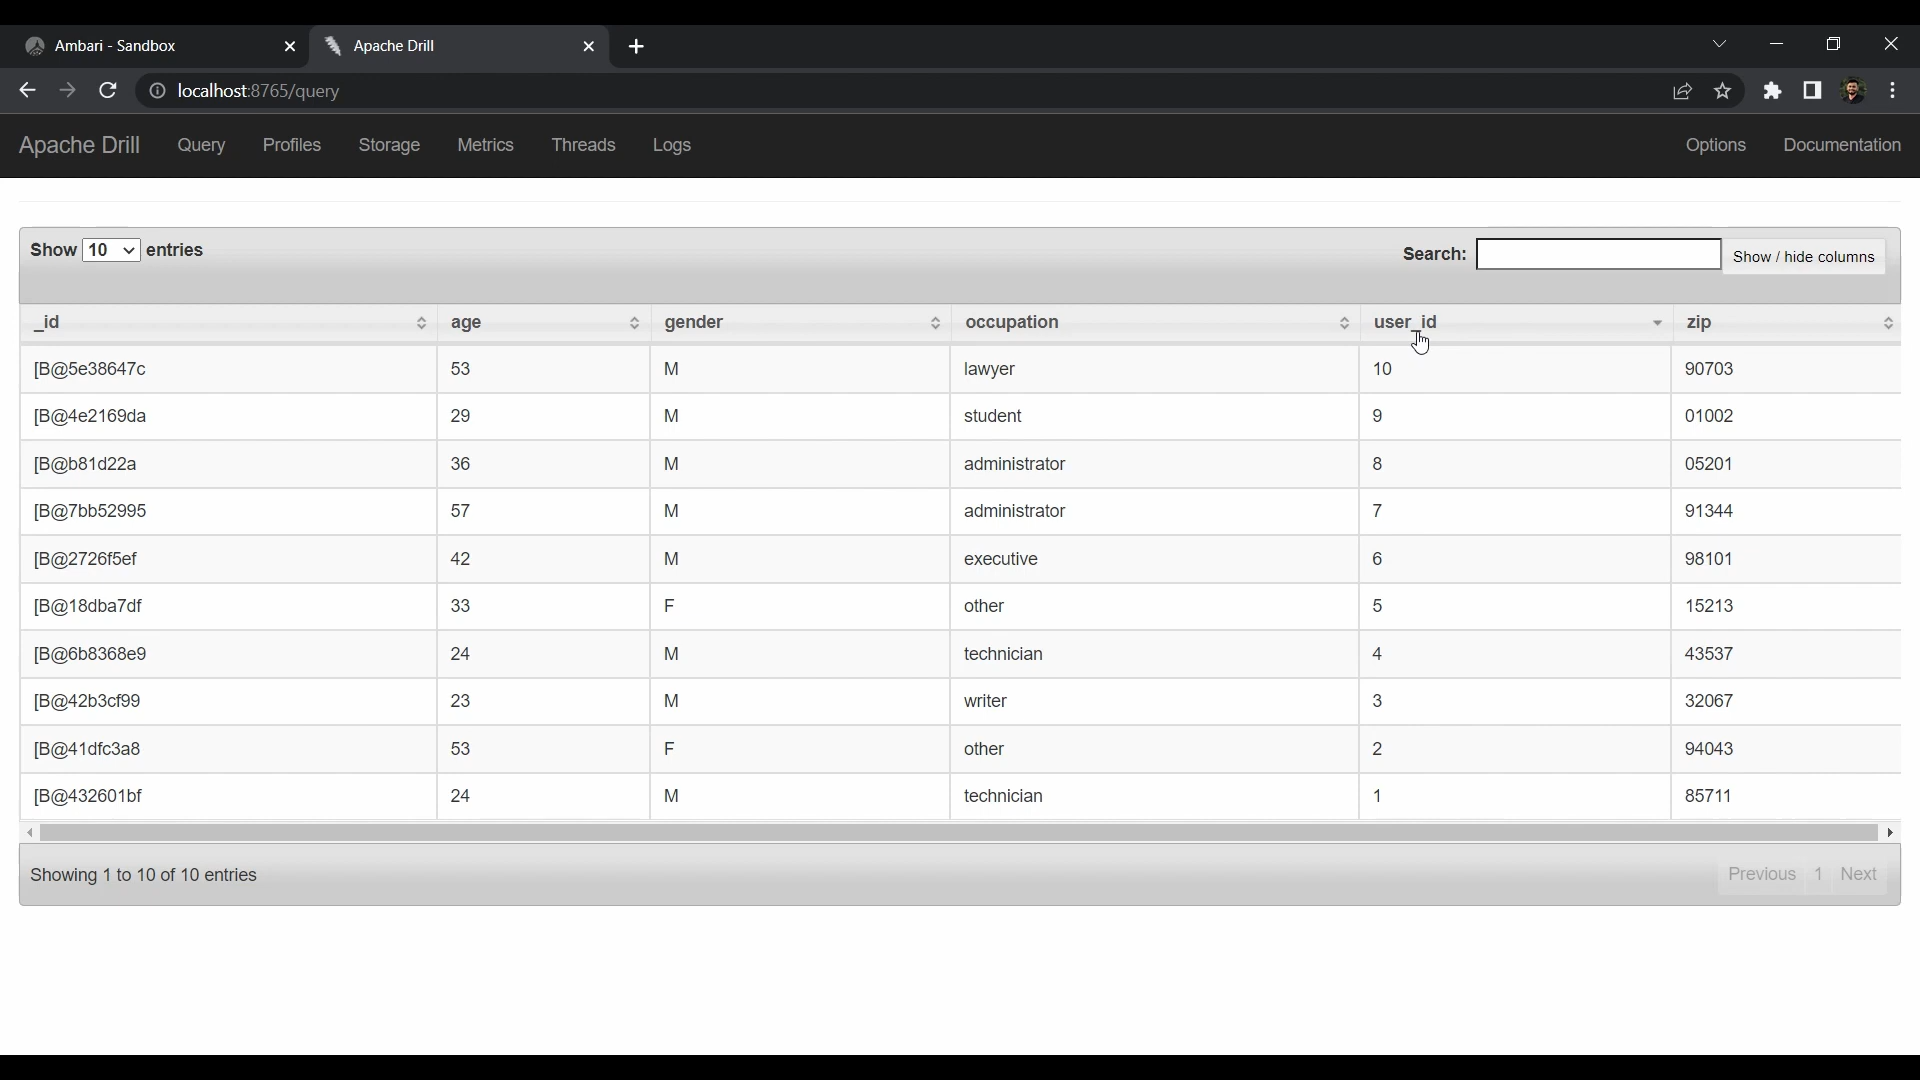 Ambari - Sandbox
Apache Drill
localhost:8765/query
Apache Drill Query Profiles Storage Metrics Threads Logs Options Documentation
Show 10 entries Search: Show / hide columns
_id age gender occupation user_id zip
[B@5e38647c 53 M lawyer 10 90703
[B@4e2169da 29 M student 9 01002
[B@b81d22a 36 M administrator 8 05201
[B@7bb52995 57 M administrator 7 91344
[B@2726f5ef 42 M executive 6 98101
[B@18dba7df 33 F other 5 15213
[B@6b8368e9 24 M technician 4 43537
[B@42b3cf99 23 M writer 3 32067
[B@41dfc3a8 53 F other 2 94043
[B@432601bf 24 M technician 1 85711
Showing 1 to 10 of 10 entries Previous 1 Next